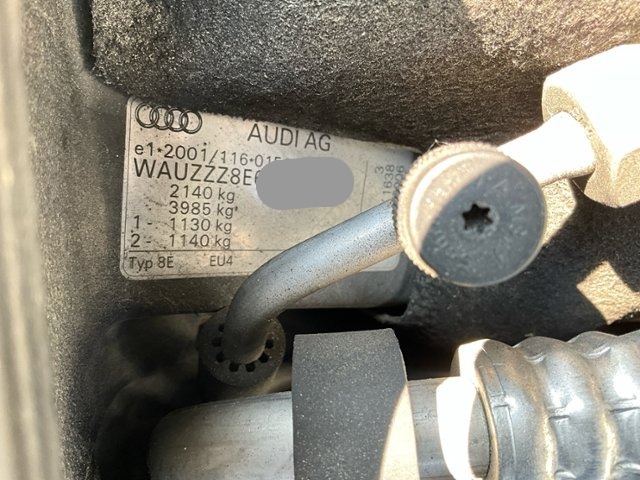 AUDI AG
e1*2001/116*01
WAUZZZ8E
2140 kg
3985 kg
1- 1130 kg
2- 1140 kg
Typ 8E EU4